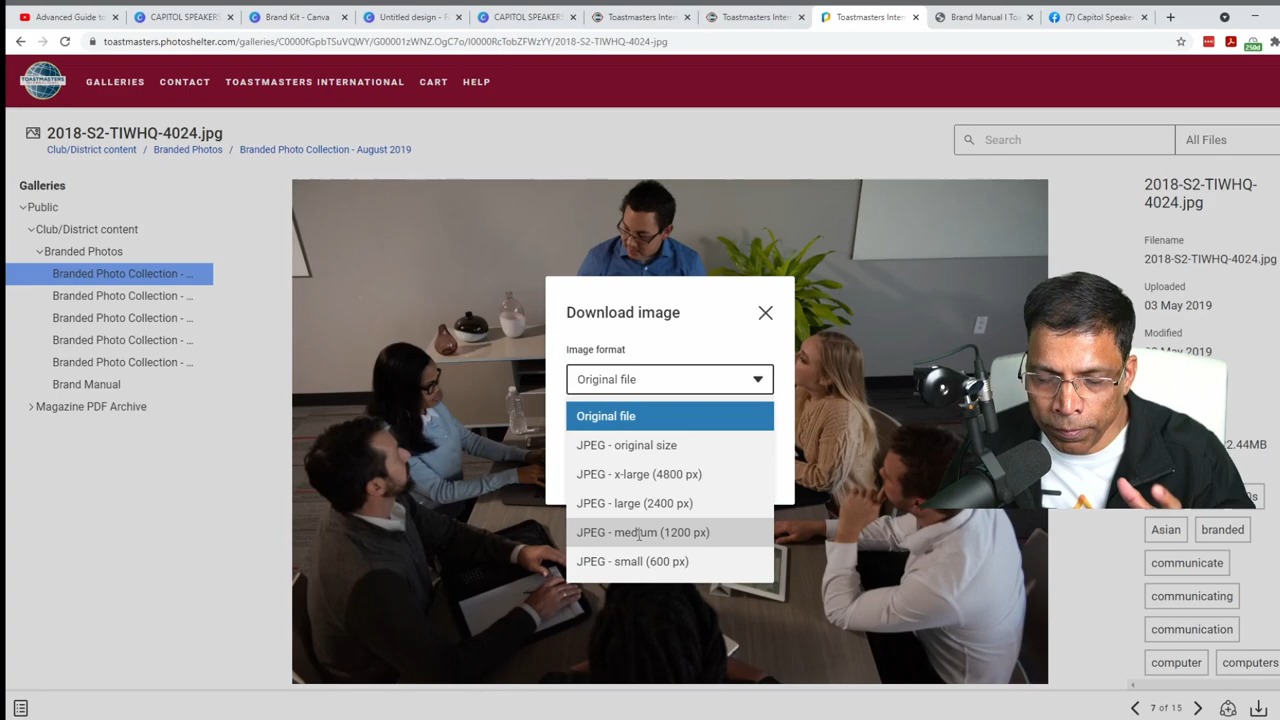 Advanced Guide to
CAPITOL SPEAKERS
Brand Kit - Canva
Untitled design - F
CAPITOL SPEAKERS
Toastmasters Inter
Toastmasters Inter
Toastmasters Inter
Brand Manual I To
(7) Capitol Speake
toastmasters.photoshelter.com/galleries/C0000fGpbTSuVQWY/G00001zWNZ.OgC7o/I0000RcTobZFWzYY/2018-S2-TIWHQ-4024.jpg
250d
GALLERIES
CONTACT
TOASTMASTERS INTERNATIONAL
CART
HELP
2018-S2-TIWHQ-4024.jpg
Club/District content / Branded Photos / Branded Photo Collection - August 2019
Search
All Files
Galleries
Public
Club/District content
Branded Photos
Branded Photo Collection - ...
Branded Photo Collection - ...
Branded Photo Collection - ...
Branded Photo Collection - ...
Branded Photo Collection - ...
Brand Manual
Magazine PDF Archive
Download image
Image format
Original file
Original file
JPEG - original size
JPEG - x-large (4800 px)
JPEG - large (2400 px)
JPEG - medium (1200 px)
JPEG - small (600 px)
2018-S2-TIWHQ-
4024.jpg
Filename
2018-S2-TIWHQ-4024.jpg
Uploaded
03 May 2019
Modified
2.44MB
Asian
branded
communicate
communicating
communication
computer
computers
7 of 15